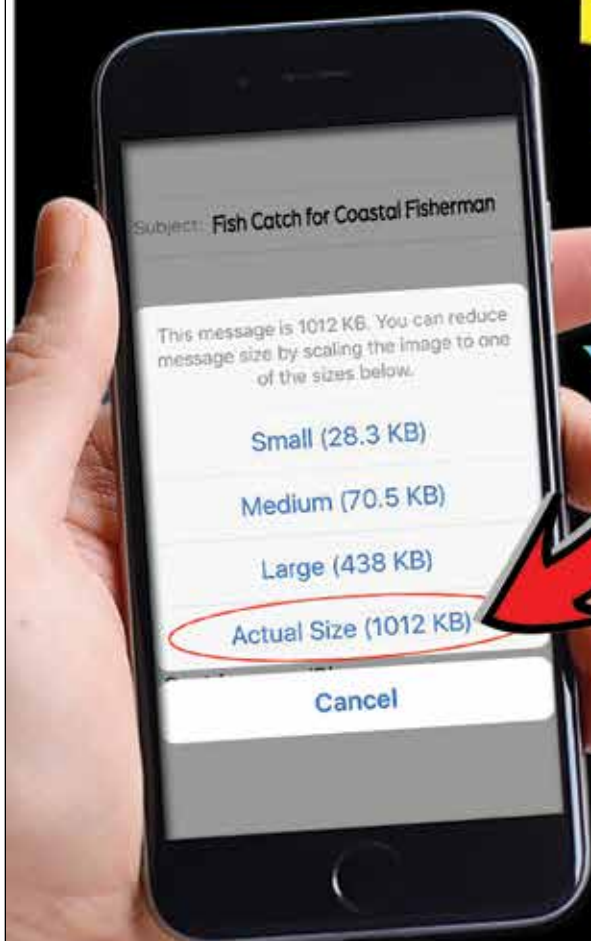 Subject: Fish Catch for Coastal Fisherman
This message is 1012 KB. You can reduce
message size by scaling the image to one
of the sizes below.
Small (28.3 KB)
Medium (70.5 KB)
Large (438 KB)
Actual Size (1012 KB)
Cancel